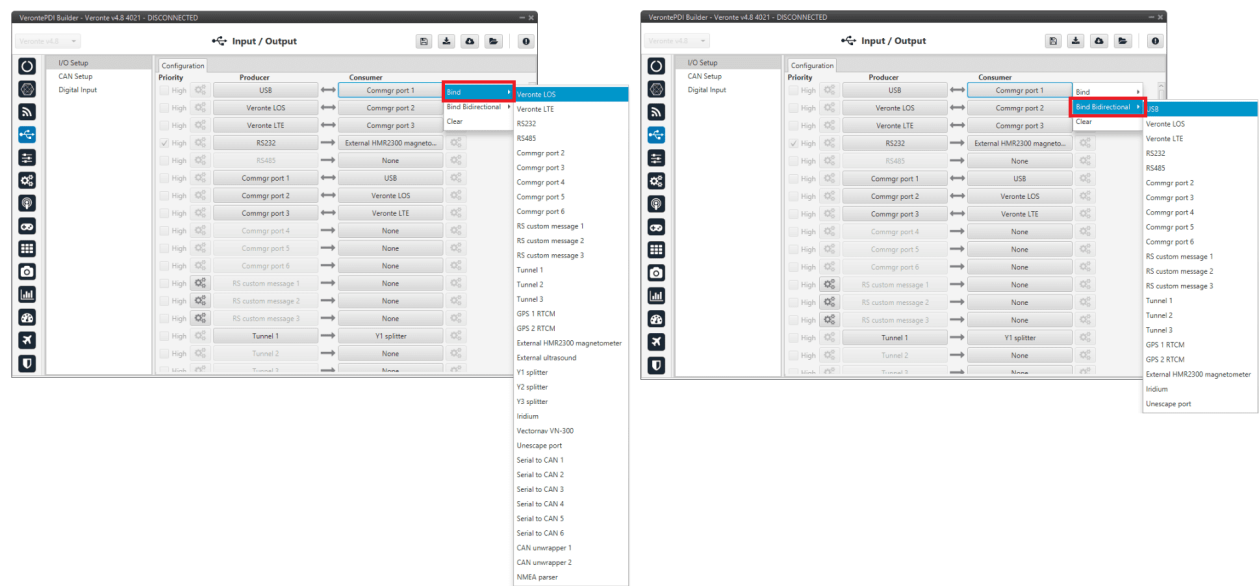 VerontePDI Builder - Veronte v4.8 4021 - DISCONNECTED
Veronte v4.8
Input / Output
I/O Setup
CAN Setup
Digital Input
Configuration
Priority Producer Consumer
High USB Commgr port 1
High Veronte LOS Commgr port 2
High Veronte LTE Commgr port 3
High RS232 External HMR2300 magneto...
High RS485 None
High Commgr port 1 USB
High Commgr port 2 Veronte LOS
High Commgr port 3 Veronte LTE
High Commgr port 4 None
High Commgr port 5 None
High Commgr port 6 None
High RS custom message 1 None
High RS custom message 2 None
High RS custom message 3 None
High Tunnel 1 Y1 splitter
High Tunnel 2 None
High Tunnel 3 None
Bind
Bind Bidirectional
Clear
Veronte LOS
Veronte LTE
RS232
RS485
Commgr port 2
Commgr port 3
Commgr port 4
Commgr port 5
Commgr port 6
RS custom message 1
RS custom message 2
RS custom message 3
Tunnel 1
Tunnel 2
Tunnel 3
GPS 1 RTCM
GPS 2 RTCM
External HMR2300 magnetometer
External ultrasound
Y1 splitter
Y2 splitter
Y3 splitter
Iridium
Vectornav VN-300
Unescape port
Serial to CAN 1
Serial to CAN 2
Serial to CAN 3
Serial to CAN 4
Serial to CAN 5
Serial to CAN 6
CAN unwrapper 1
CAN unwrapper 2
NMEA parser
VerontePDI Builder - Veronte v4.8 4021 - DISCONNECTED
Veronte v4.8
Input / Output
I/O Setup
CAN Setup
Digital Input
Configuration
Priority Producer Consumer
High USB Commgr port 1
High Veronte LOS Commgr port 2
High Veronte LTE Commgr port 3
High RS232 External HMR2300 magneto...
High RS485 None
High Commgr port 1 USB
High Commgr port 2 Veronte LOS
High Commgr port 3 Veronte LTE
High Commgr port 4 None
High Commgr port 5 None
High Commgr port 6 None
High RS custom message 1 None
High RS custom message 2 None
High RS custom message 3 None
High Tunnel 1 Y1 splitter
High Tunnel 2 None
High Tunnel 3 None
Bind
Bind Bidirectional
Clear
USB
Veronte LOS
Veronte LTE
RS232
RS485
Commgr port 2
Commgr port 3
Commgr port 4
Commgr port 5
Commgr port 6
RS custom message 1
RS custom message 2
RS custom message 3
Tunnel 1
Tunnel 2
Tunnel 3
GPS 1 RTCM
GPS 2 RTCM
External HMR2300 magnetometer
Iridium
Unescape port